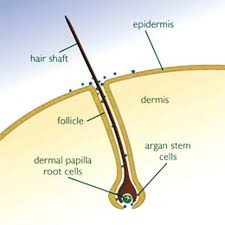 epidermis
hair shaft
dermis
follicle
dermal papilla
root cells
argan stem
cells